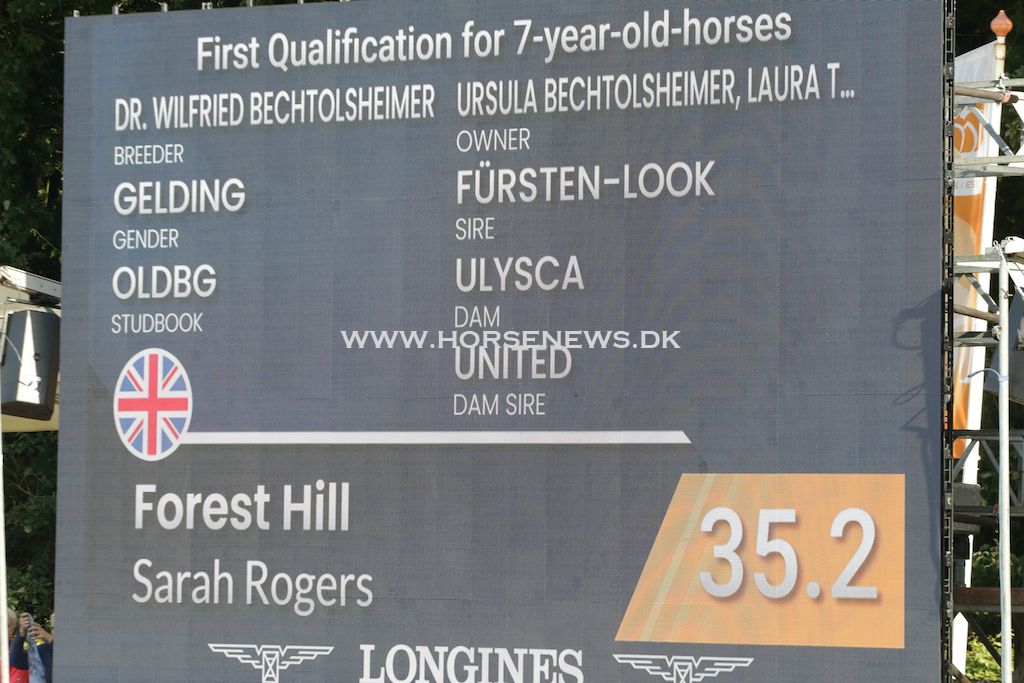 First Qualification for 7-year-old-horses
DR. WILFRIED BECHTOLSHEIMER
BREEDER
URSULA BECHTOLSHEIMER, LAURA T...
OWNER
GELDING
GENDER
FÜRSTEN-LOOK
SIRE
OLDBG
STUDBOOK
ULYSCA
DAM
WWW.HORSENEWS.DK
UNITED
DAM SIRE
Forest Hill
Sarah Rogers
35.2
LONGINES